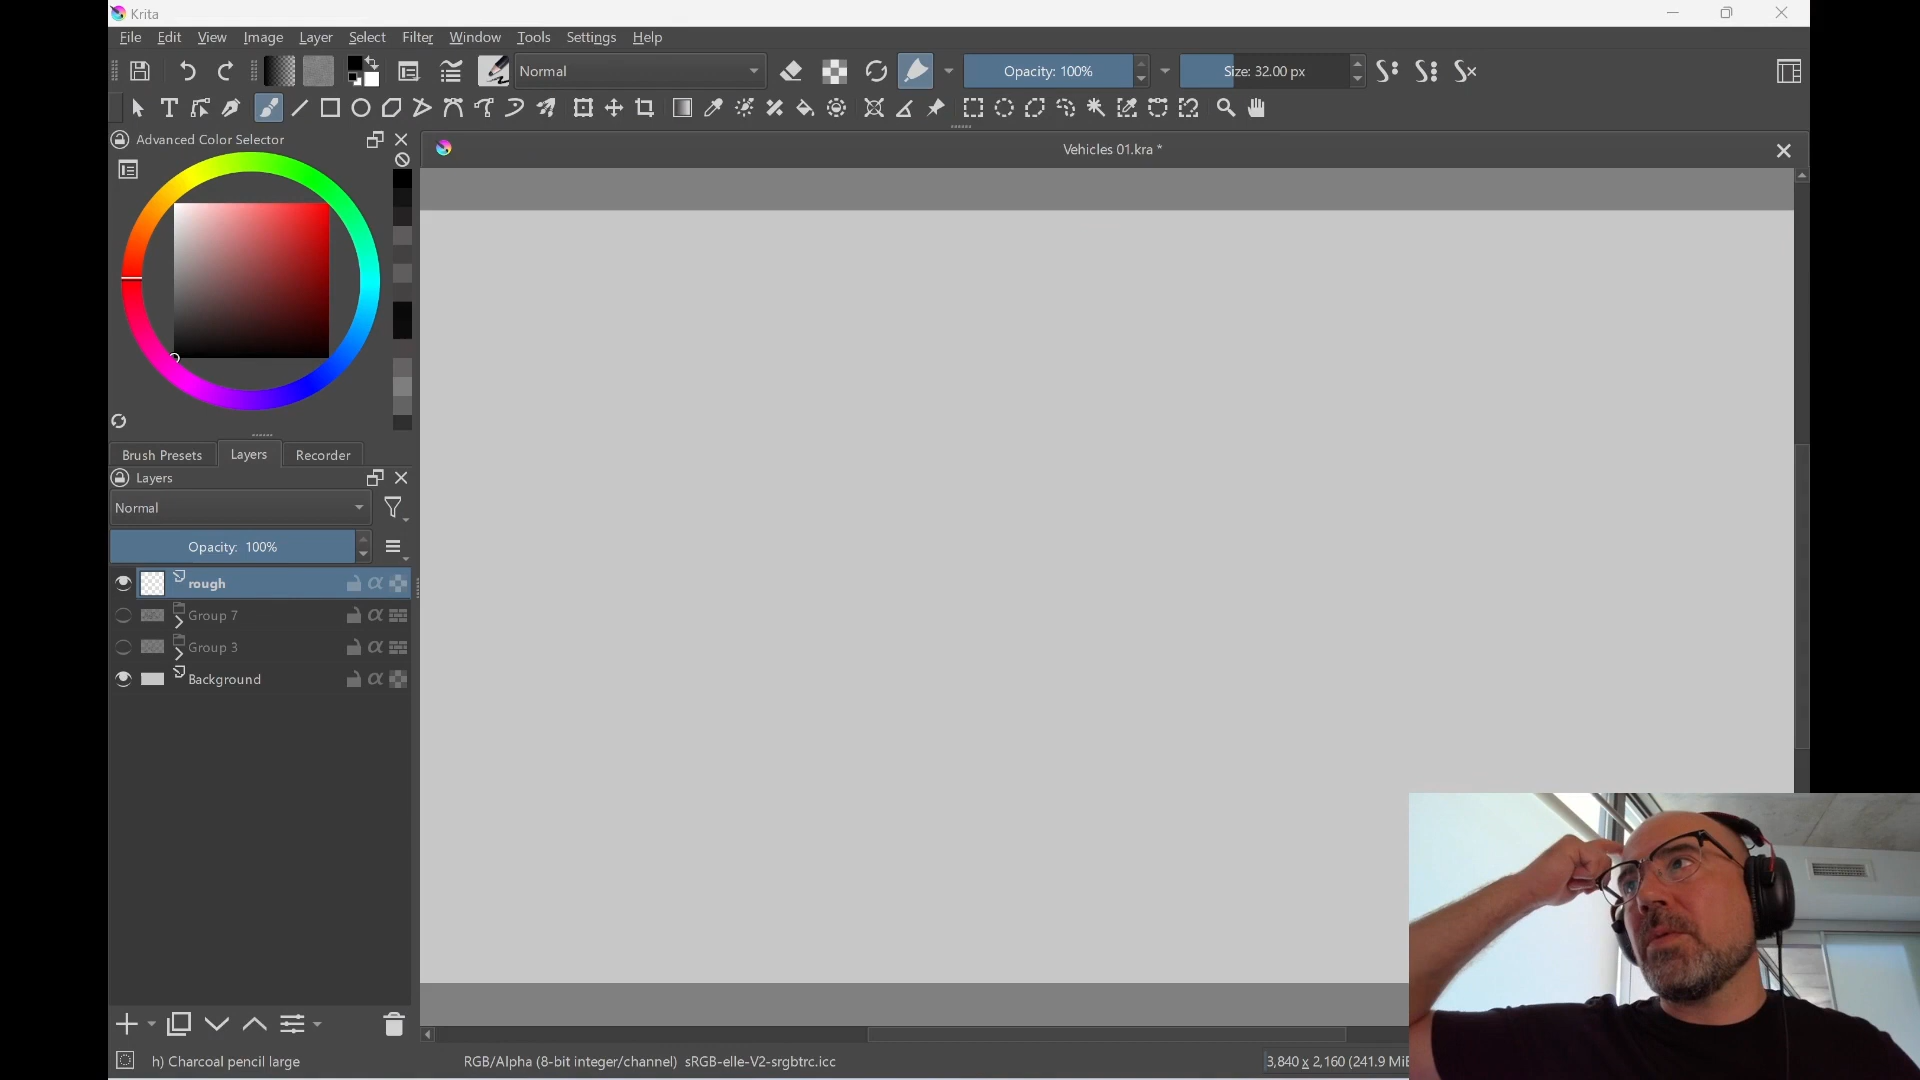 Krita
File Edit View Image Layer Select Filter Window Tools Settings Help
Normal Opacity: 100% Size: 32.00 px
Advanced Color Selector
Vehicles 01.kra *
Brush Presets Layers Recorder
Layers
Normal
Opacity: 100%
rough
Group 7
Group 3
Background
h) Charcoal pencil large RGB/Alpha (8-bit integer/channel) sRGB-elle-V2-srgbtrc.icc 3,840 x 2,160 (241.9 MiB